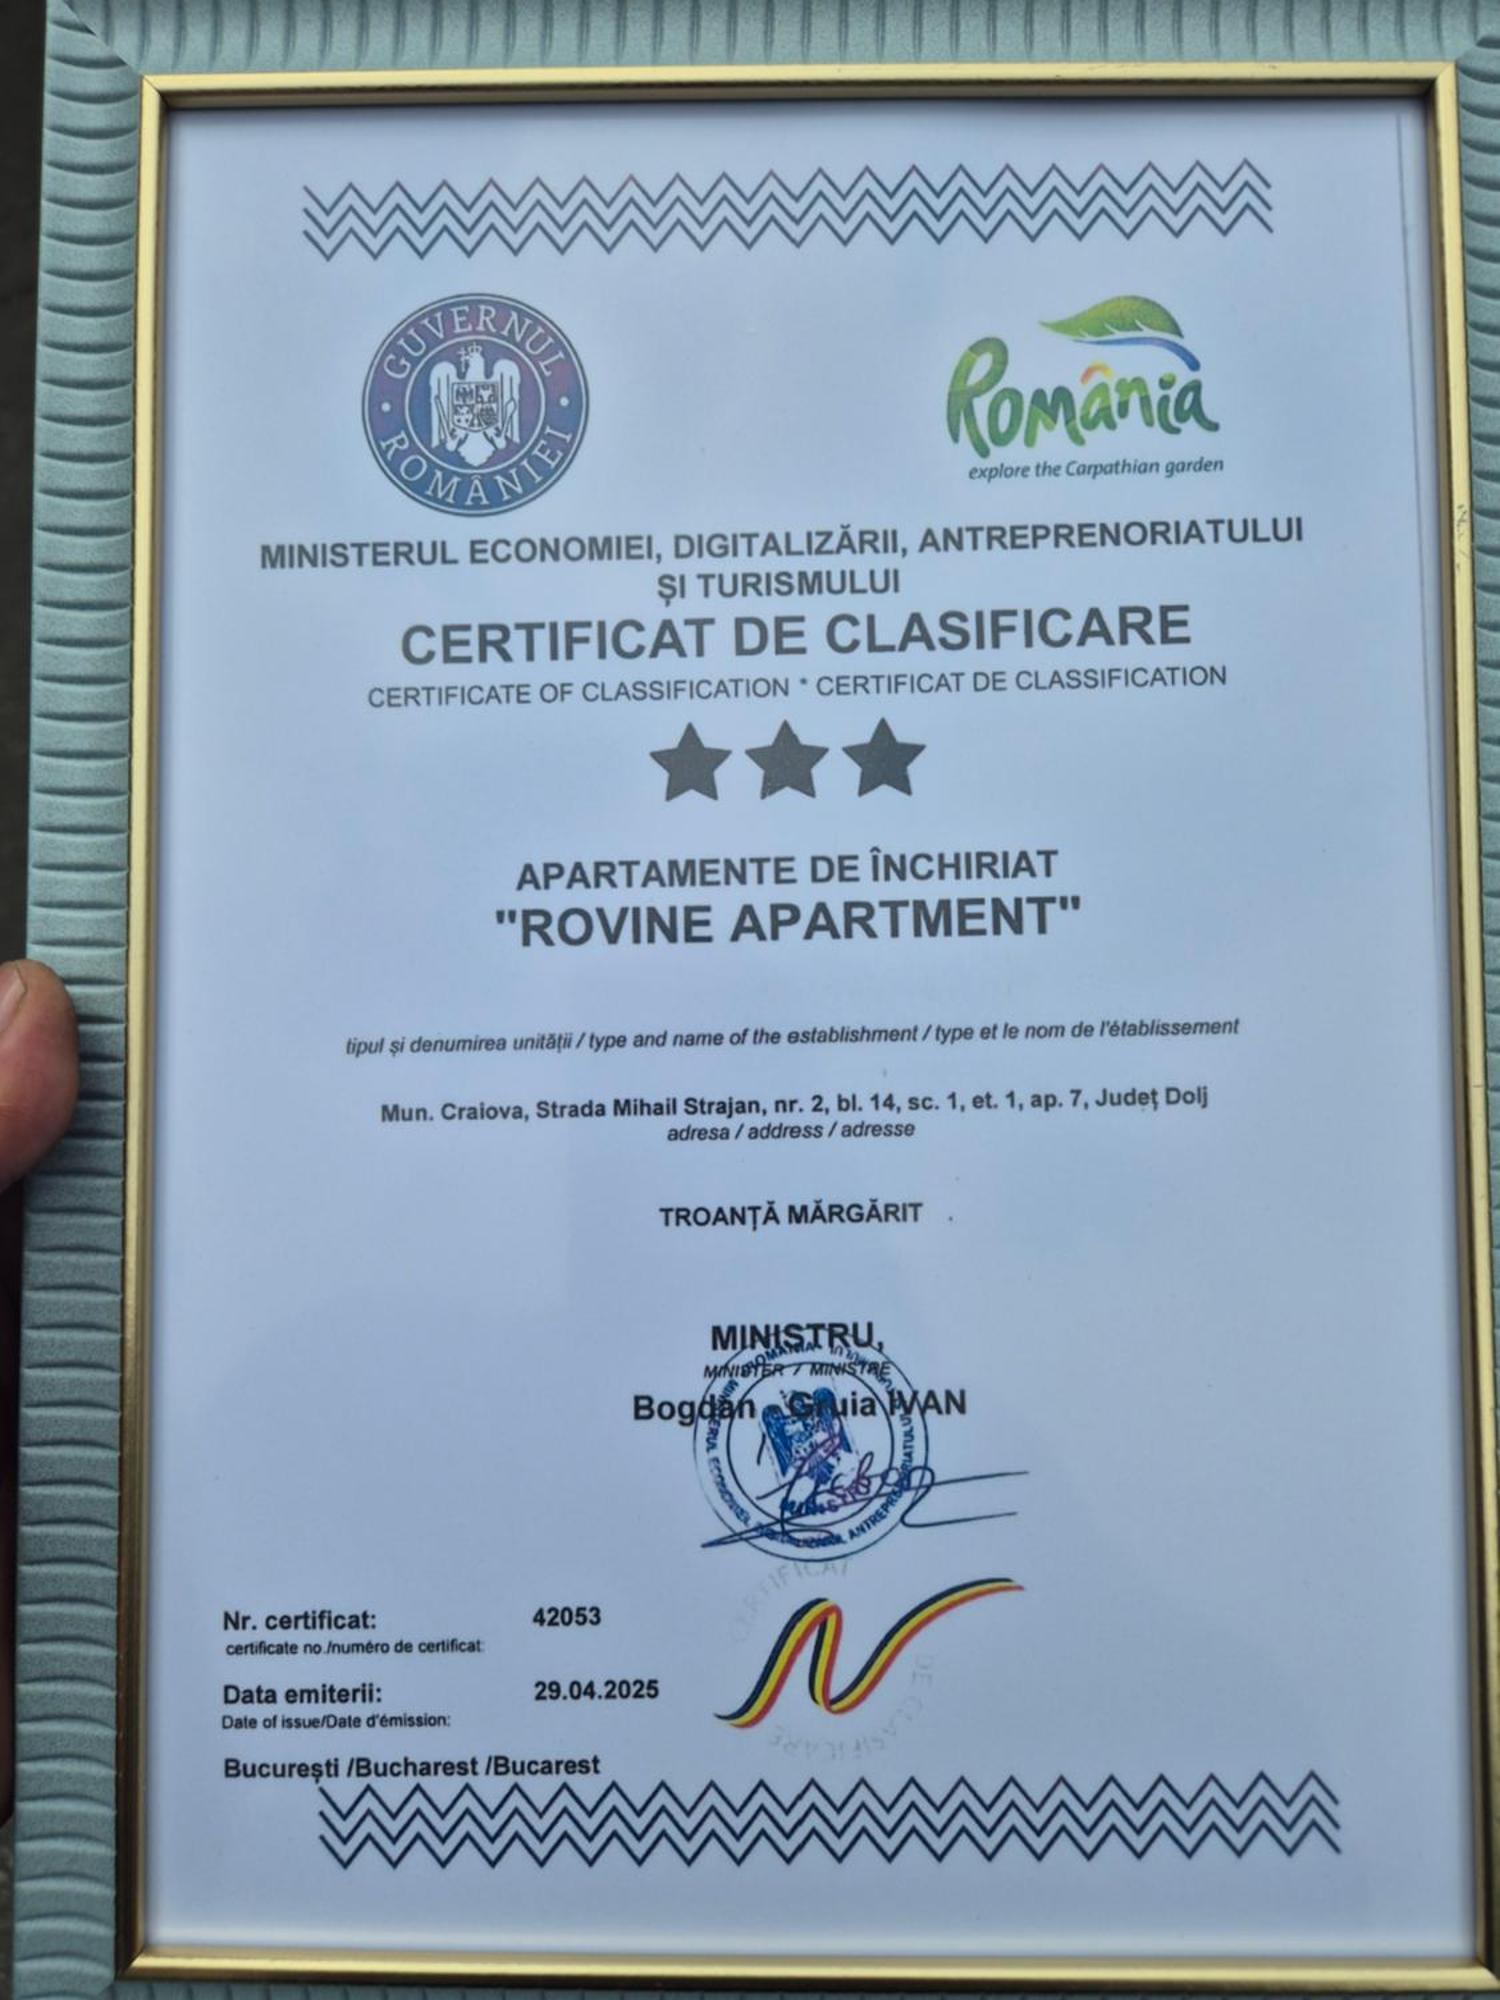 GUVERNUL ROMÂNIEI
România
explore the Carpathian garden
MINISTERUL ECONOMIEI, DIGITALIZĂRII, ANTREPRENORIATULUI
ȘI TURISMULUI
CERTIFICAT DE CLASIFICARE
CERTIFICATE OF CLASSIFICATION * CERTIFICAT DE CLASSIFICATION
APARTAMENTE DE ÎNCHIRIAT
"ROVINE APARTMENT"
tipul și denumirea unității / type and name of the establishment / type et le nom de l'établissement
Mun. Craiova, Strada Mihail Strajan, nr. 2, bl. 14, sc. 1, et. 1, ap. 7, Județ Dolj
adresa / address / adresse
TROANȚĂ MĂRGĂRIT
MINISTRU,
MINISTER / MINISTRE
Bogdan - Gruia IVAN
CERTIFICAT DE CLASIFICARE
Nr. certificat: 42053
certificate no./numéro de certificat:
Data emiterii: 29.04.2025
Date of issue/Date d'émission:
București /Bucharest /Bucarest